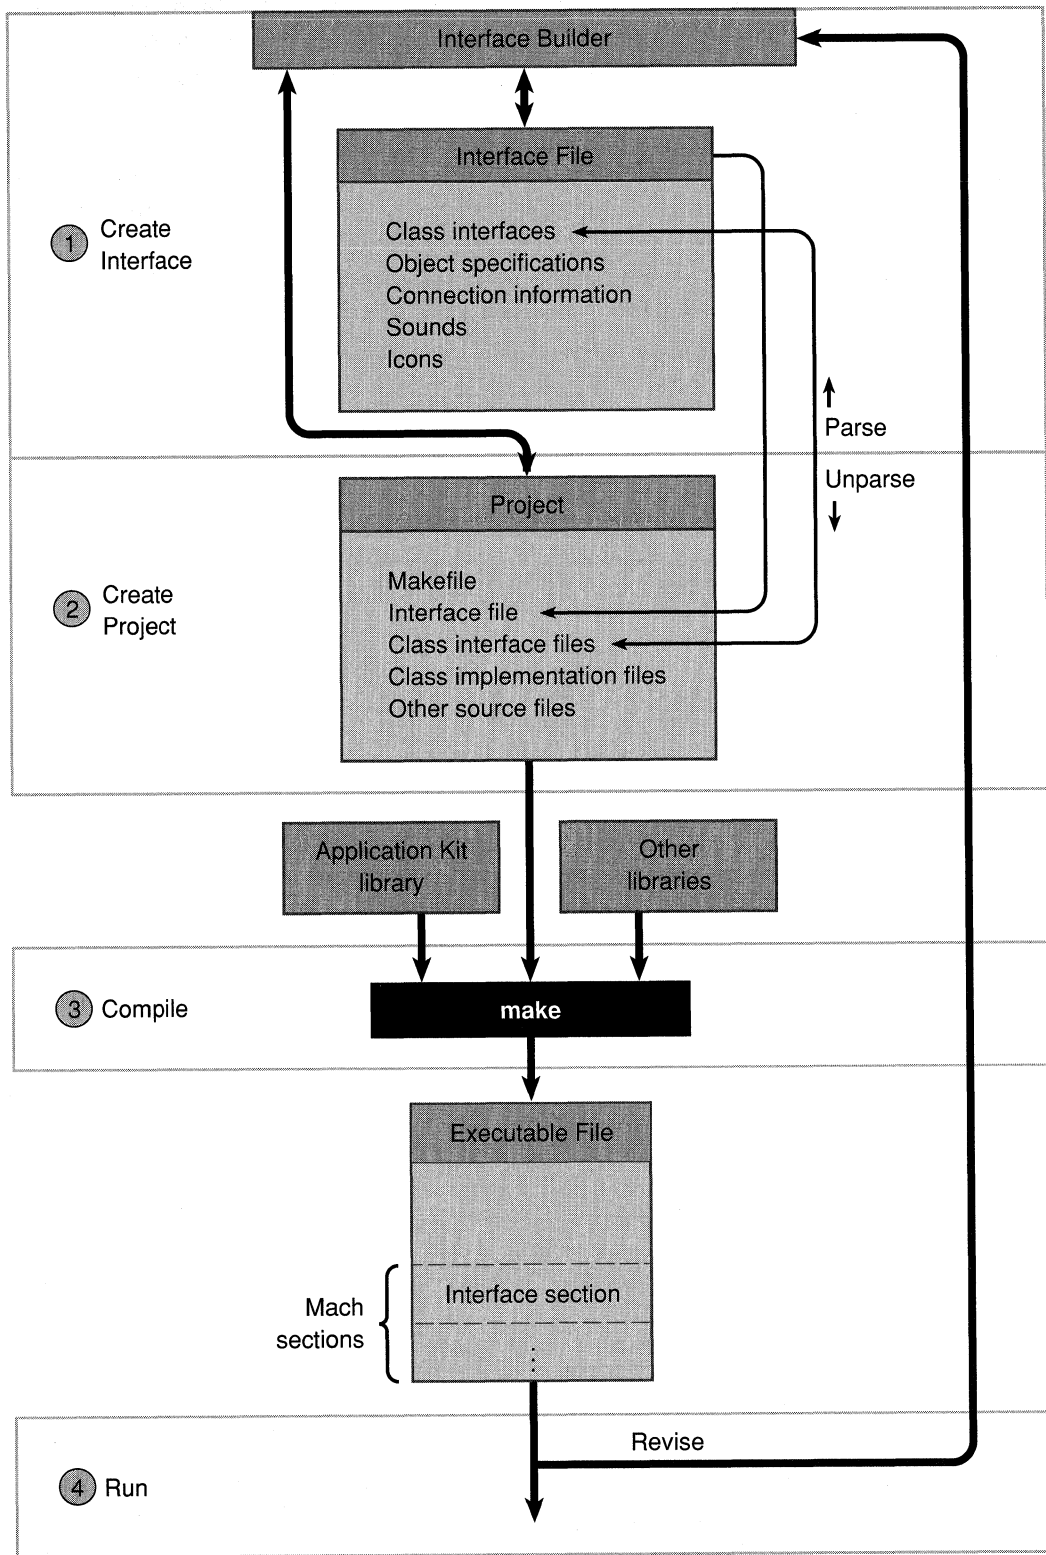 Interface Builder
Interface File
1
Create
Interface
Class interfaces
Object specifications
Connection information
Sounds
Icons
Parse
Unparse
Project
2
Create
Project
Makefile
Interface file
Class interface files
Class implementation files
Other source files
Application Kit
library
Other
libraries
3
Compile
make
Executable File
Interface section
Mach
sections
Revise
4
Run